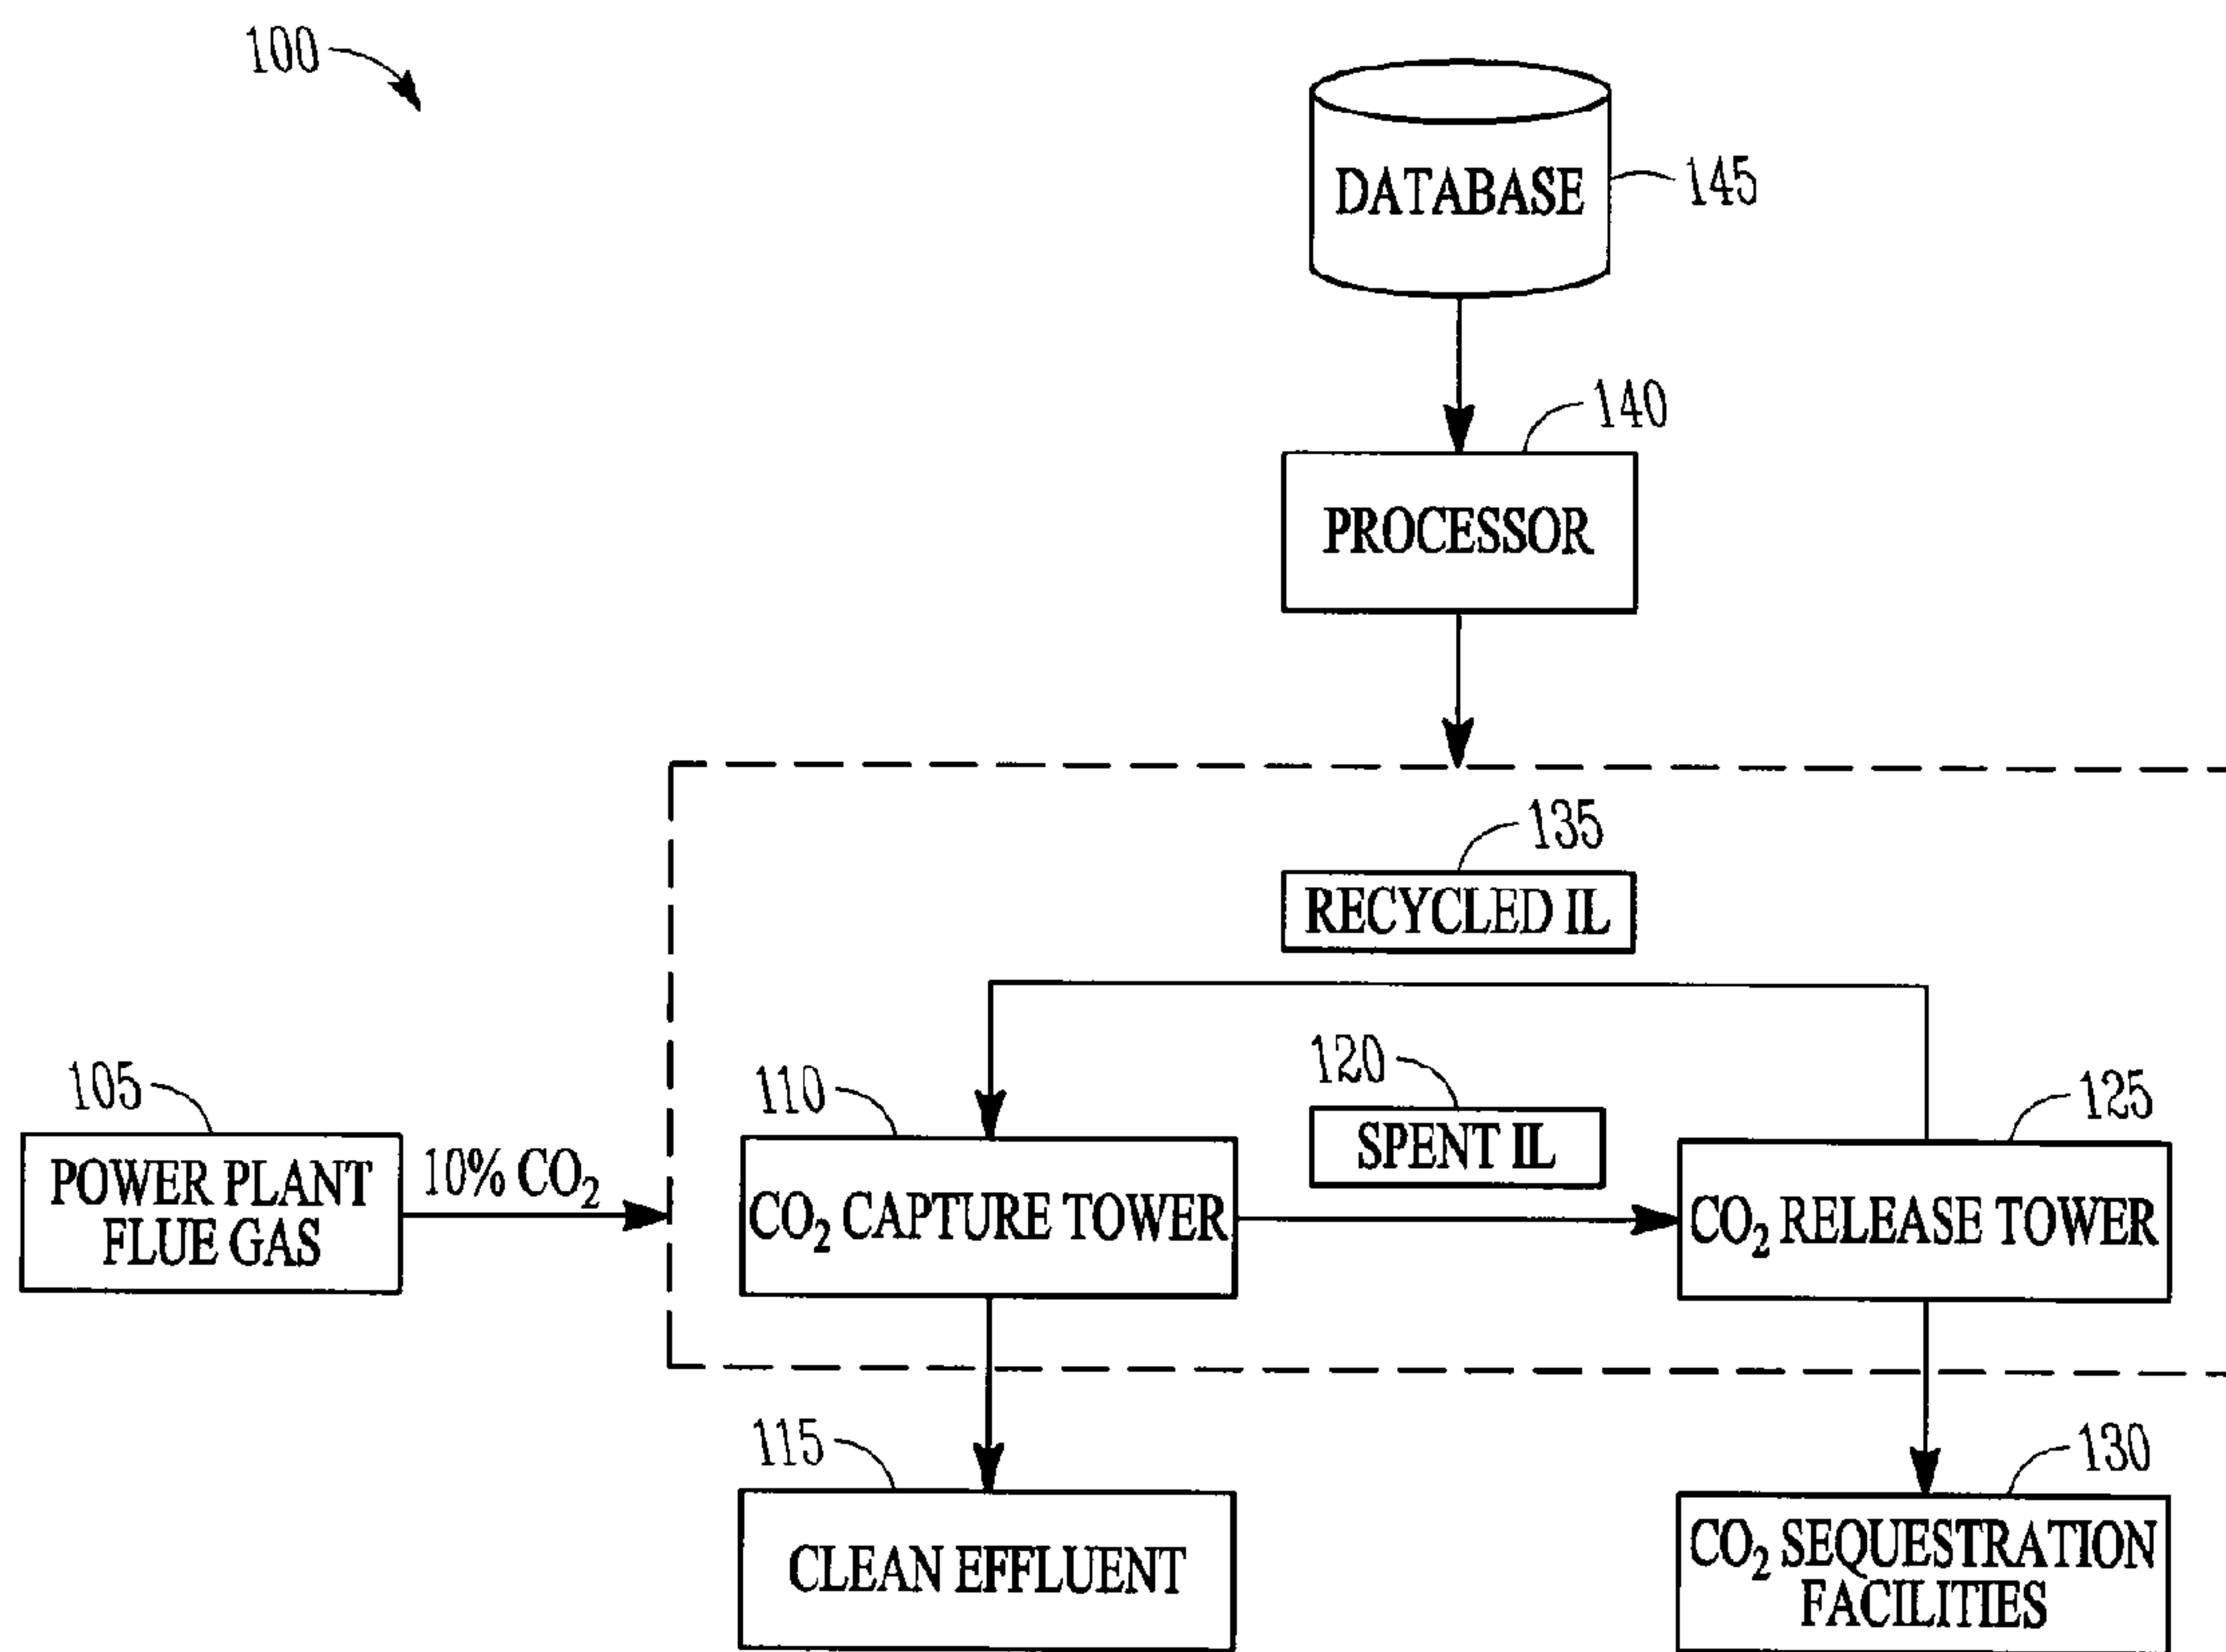 100
DATABASE
145
140
PROCESSOR
135
RECYCLED IL
105
110
120
125
POWER PLANT
FLUE GAS
10% CO₂
CO₂ CAPTURE TOWER
SPENT IL
CO₂ RELEASE TOWER
115
130
CLEAN EFFLUENT
CO₂ SEQUESTRATION
FACILITIES